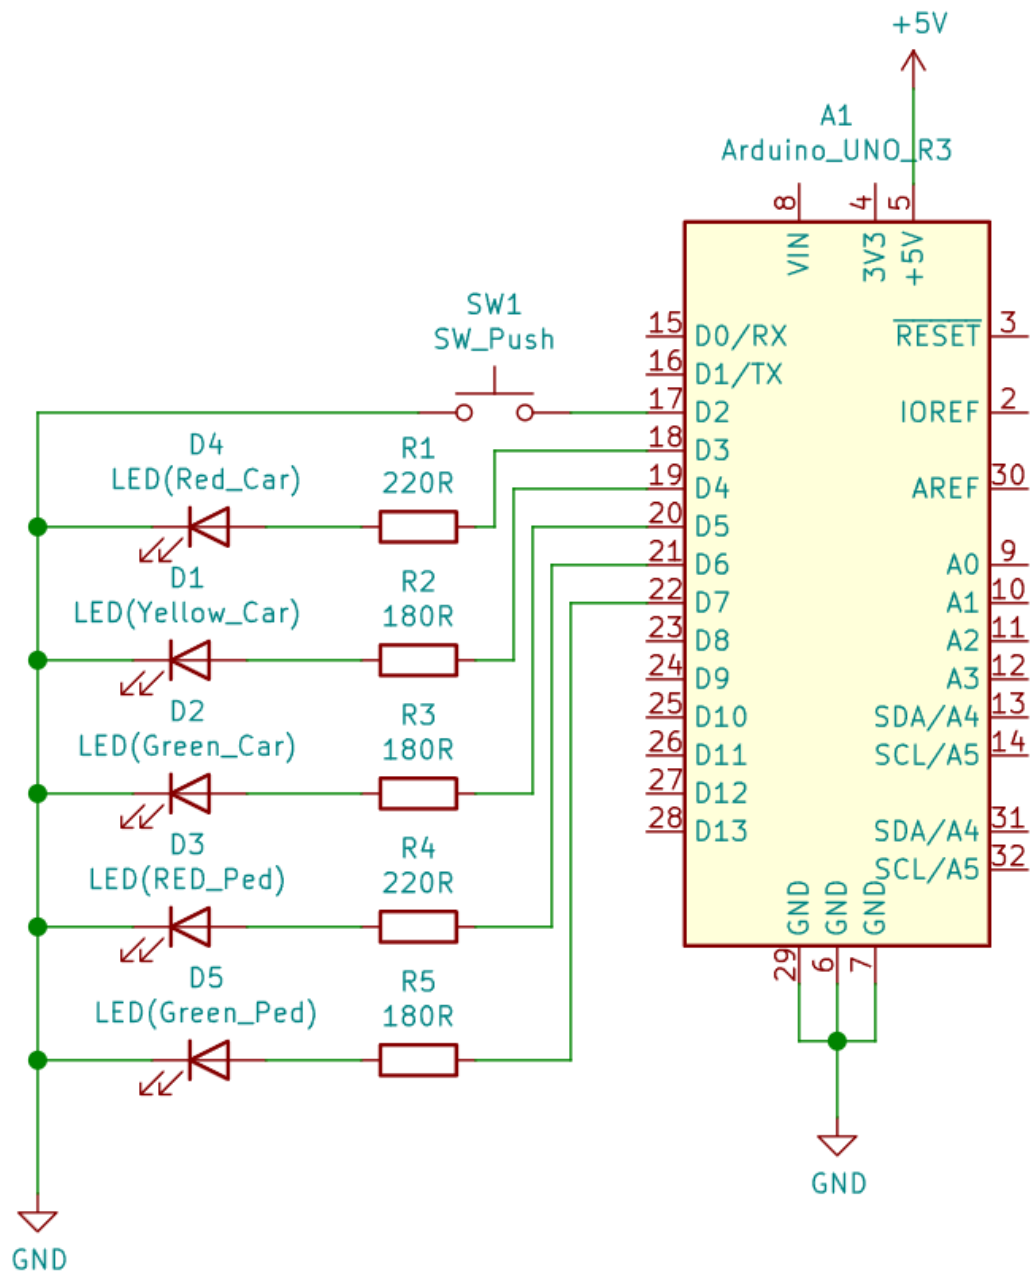 +5V
A1
Arduino_UNO_R3
8
4
5
VIN
3V3
+5V
SW1
SW_Push
15
D0/RX
RESET
3
16
D1/TX
17
D2
IOREF
2
18
D3
19
D4
AREF
30
20
D5
21
D6
A0
9
22
D7
A1
10
23
D8
A2
11
24
D9
A3
12
25
D10
SDA/A4
13
26
D11
SCL/A5
14
27
D12
28
D13
SDA/A4
31
SCL/A5
32
GND
GND
GND
29
6
7
GND
D4
LED(Red_Car)
R1
220R
D1
LED(Yellow_Car)
R2
180R
D2
LED(Green_Car)
R3
180R
D3
LED(RED_Ped)
R4
220R
D5
LED(Green_Ped)
R5
180R
GND